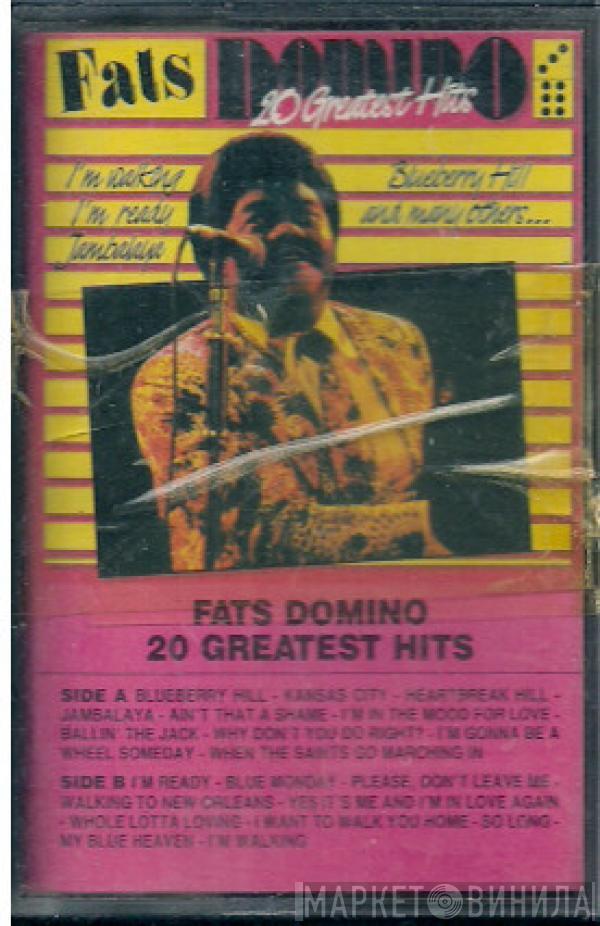 Fats DOMINO
20 Greatest Hits
I'm walking
I'm ready
Jambalaya
Blueberry Hill
and many others...
FATS DOMINO
20 GREATEST HITS
SIDE A BLUEBERRY HILL - KANSAS CITY - HEARTBREAK HILL -
JAMBALAYA - AIN'T THAT A SHAME - I'M IN THE MOOD FOR LOVE -
BALLIN' THE JACK - WHY DON'T YOU DO RIGHT? - I'M GONNA BE A
WHEEL SOMEDAY - WHEN THE SAINTS GO MARCHING IN
SIDE B I'M READY - BLUE MONDAY - PLEASE, DON'T LEAVE ME -
WALKING TO NEW ORLEANS - YES IT'S ME AND I'M IN LOVE AGAIN
- WHOLE LOTTA LOVING - I WANT TO WALK YOU HOME - SO LONG -
MY BLUE HEAVEN - I'M WALKING
МАРКЕТ ВИНИЛА